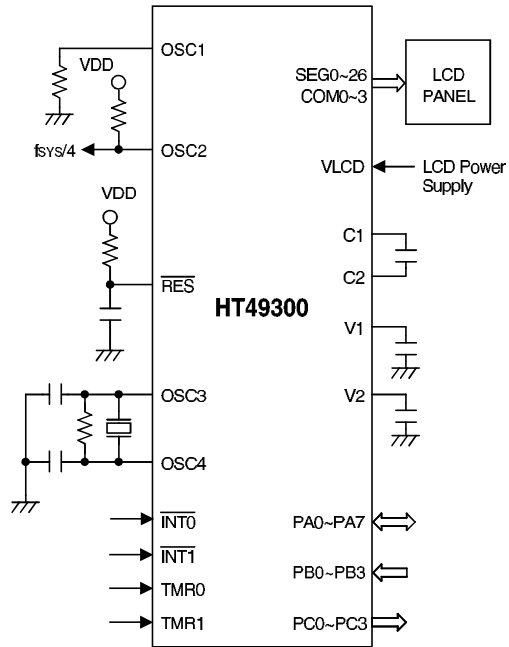 OSC1
VDD
fSYS/4
OSC2
VDD
RES
OSC3
OSC4
INT0
INT1
TMR0
TMR1
HT49300
SEG0~26
COM0~3
LCD
PANEL
VLCD
LCD Power
Supply
C1
C2
V1
V2
PA0~PA7
PB0~PB3
PC0~PC3